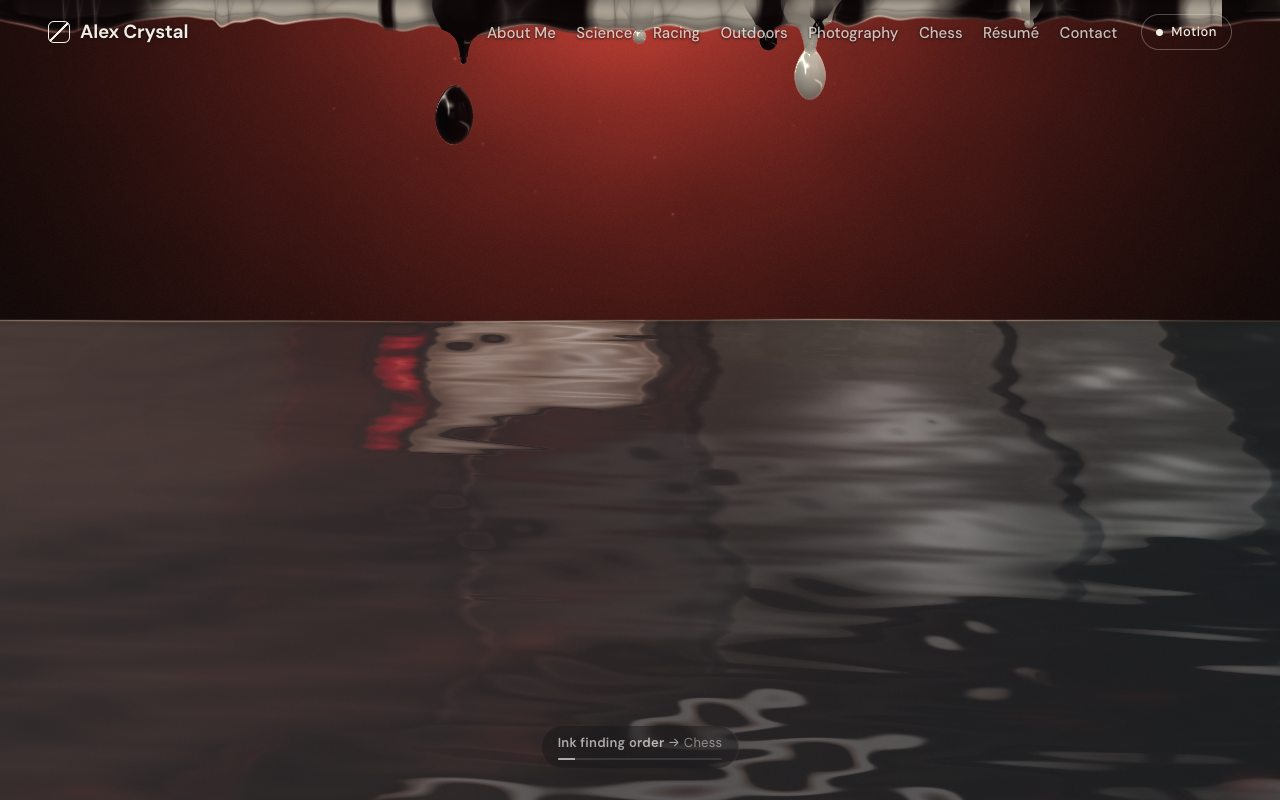 Alex Crystal
About Me Science Racing Outdoors Photography Chess Résumé Contact Motion
Ink finding order → Chess